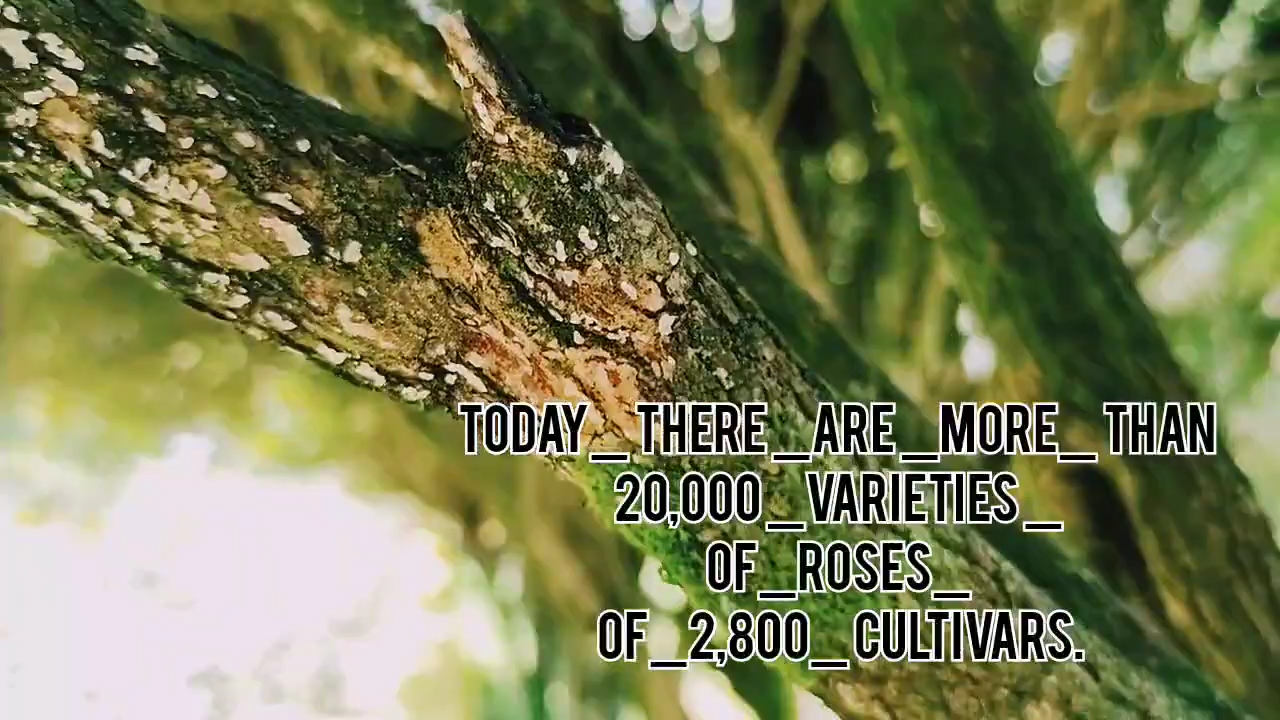 TODAY_THERE_ARE_MORE_THAN
20,000_VARIETIES_
OF_ROSES_
OF_2,800_CULTIVARS.